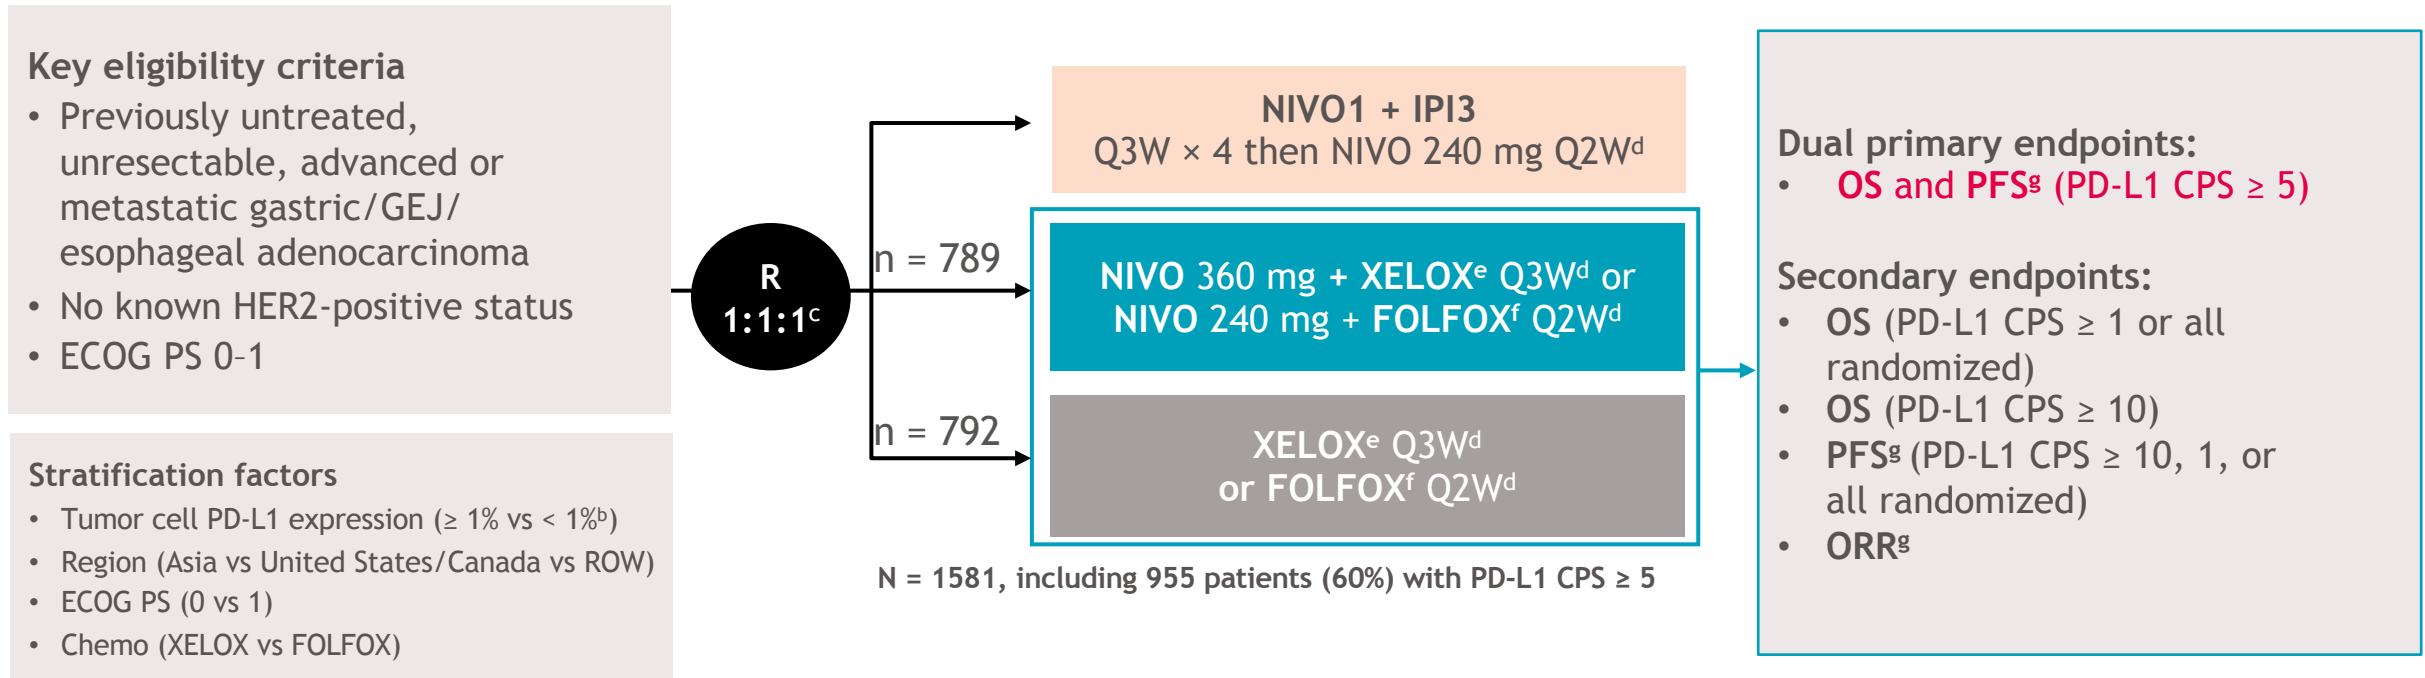 Key eligibility criteria
• Previously untreated,
unresectable, advanced or
metastatic gastric/GEJ/
esophageal adenocarcinoma
• No known HER2-positive status
• ECOG PS 0–1
Stratification factors
• Tumor cell PD-L1 expression (≥ 1% vs < 1%ᵇ)
• Region (Asia vs United States/Canada vs ROW)
• ECOG PS (0 vs 1)
• Chemo (XELOX vs FOLFOX)
R
1:1:1ᶜ
n = 789
n = 792
NIVO1 + IPI3
Q3W × 4 then NIVO 240 mg Q2Wᵈ
NIVO 360 mg + XELOXᵉ Q3Wᵈ or
NIVO 240 mg + FOLFOXᶠ Q2Wᵈ
XELOXᵉ Q3Wᵈ
or FOLFOXᶠ Q2Wᵈ
N = 1581, including 955 patients (60%) with PD-L1 CPS ≥ 5
Dual primary endpoints:
• OS and PFSᵍ (PD-L1 CPS ≥ 5)
Secondary endpoints:
• OS (PD-L1 CPS ≥ 1 or all
randomized)
• OS (PD-L1 CPS ≥ 10)
• PFSᵍ (PD-L1 CPS ≥ 10, 1, or
all randomized)
• ORRᵍ